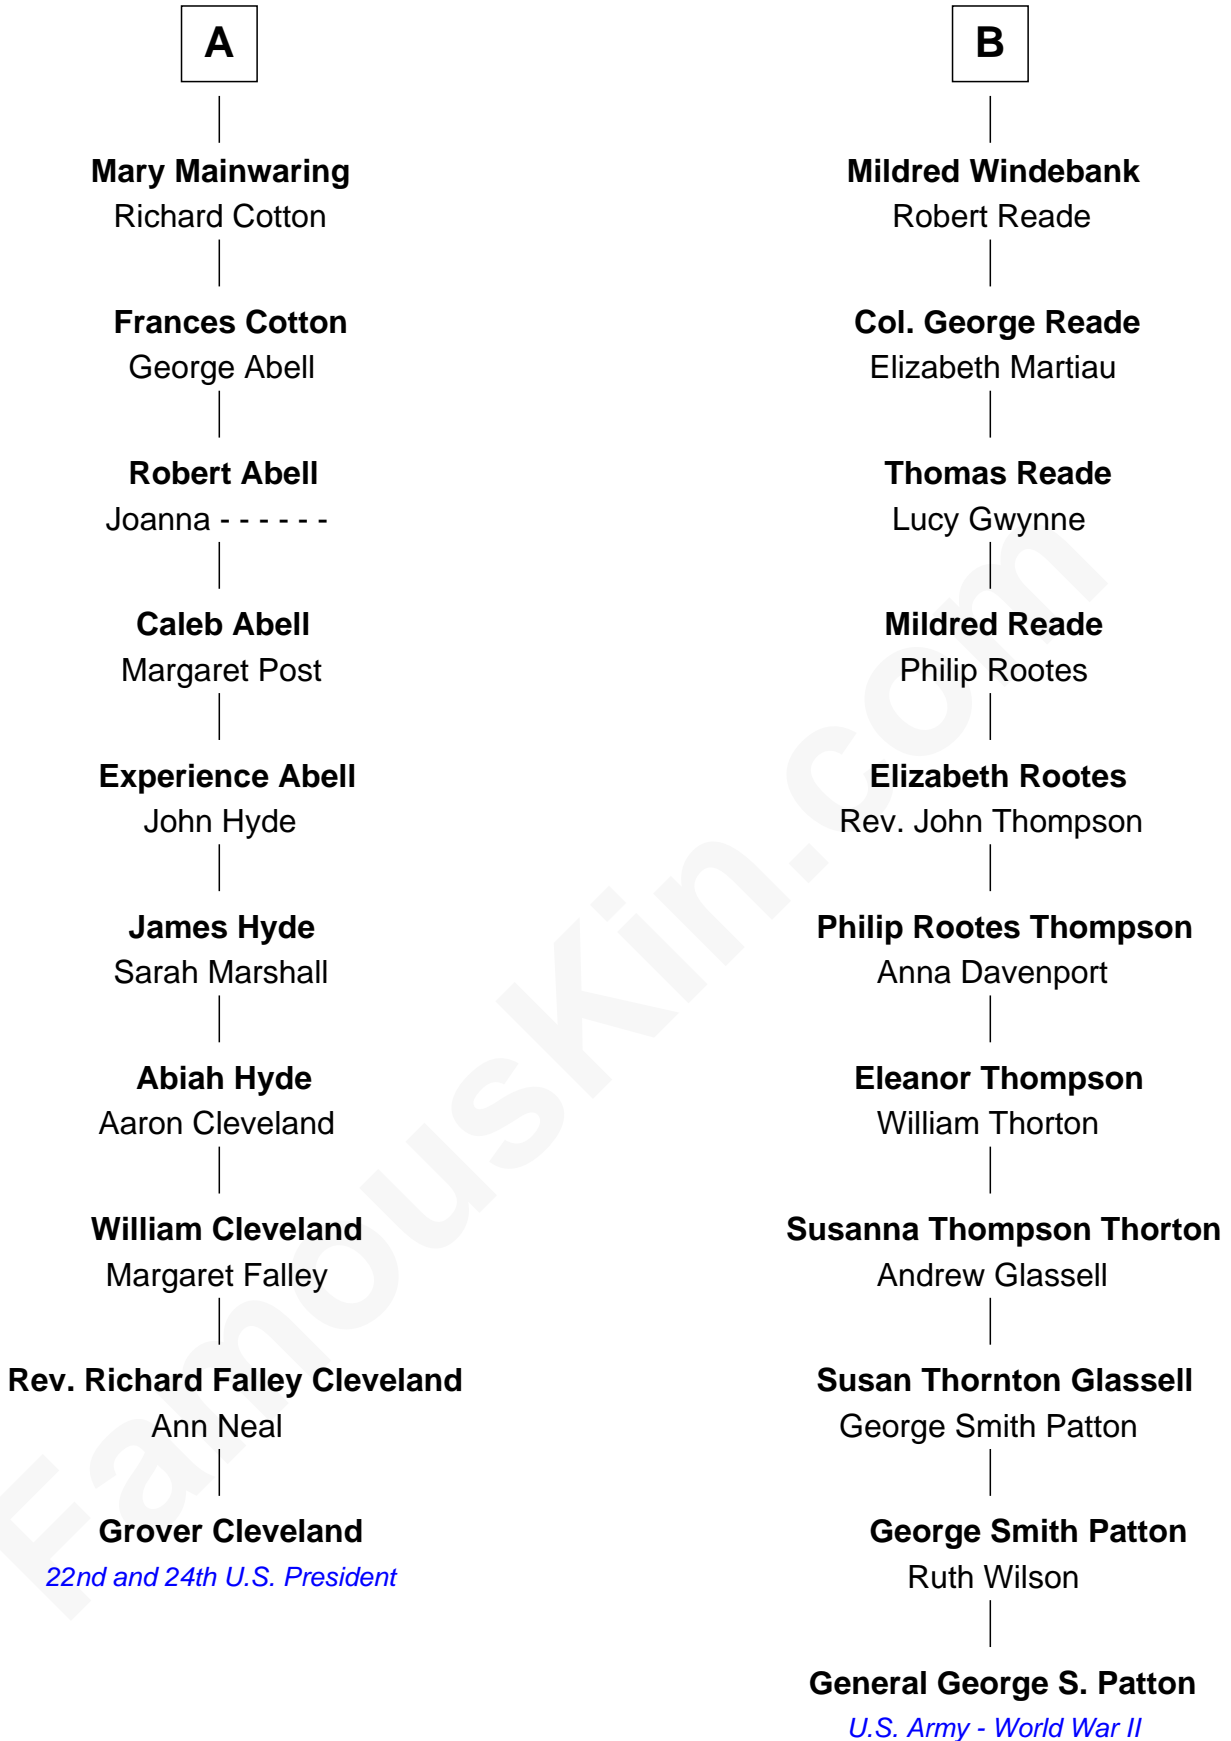 A
Mary Mainwaring
Richard Cotton
Frances Cotton
George Abell
Robert Abell
Joanna - - - - - -
Caleb Abell
Margaret Post
Experience Abell
John Hyde
James Hyde
Sarah Marshall
Abiah Hyde
Aaron Cleveland
William Cleveland
Margaret Falley
Rev. Richard Falley Cleveland
Ann Neal
Grover Cleveland
22nd and 24th U.S. President
B
Mildred Windebank
Robert Reade
Col. George Reade
Elizabeth Martiau
Thomas Reade
Lucy Gwynne
Mildred Reade
Philip Rootes
Elizabeth Rootes
Rev. John Thompson
Philip Rootes Thompson
Anna Davenport
Eleanor Thompson
William Thorton
Susanna Thompson Thorton
Andrew Glassell
Susan Thornton Glassell
George Smith Patton
George Smith Patton
Ruth Wilson
General George S. Patton
U.S. Army - World War II
FamousKin.com